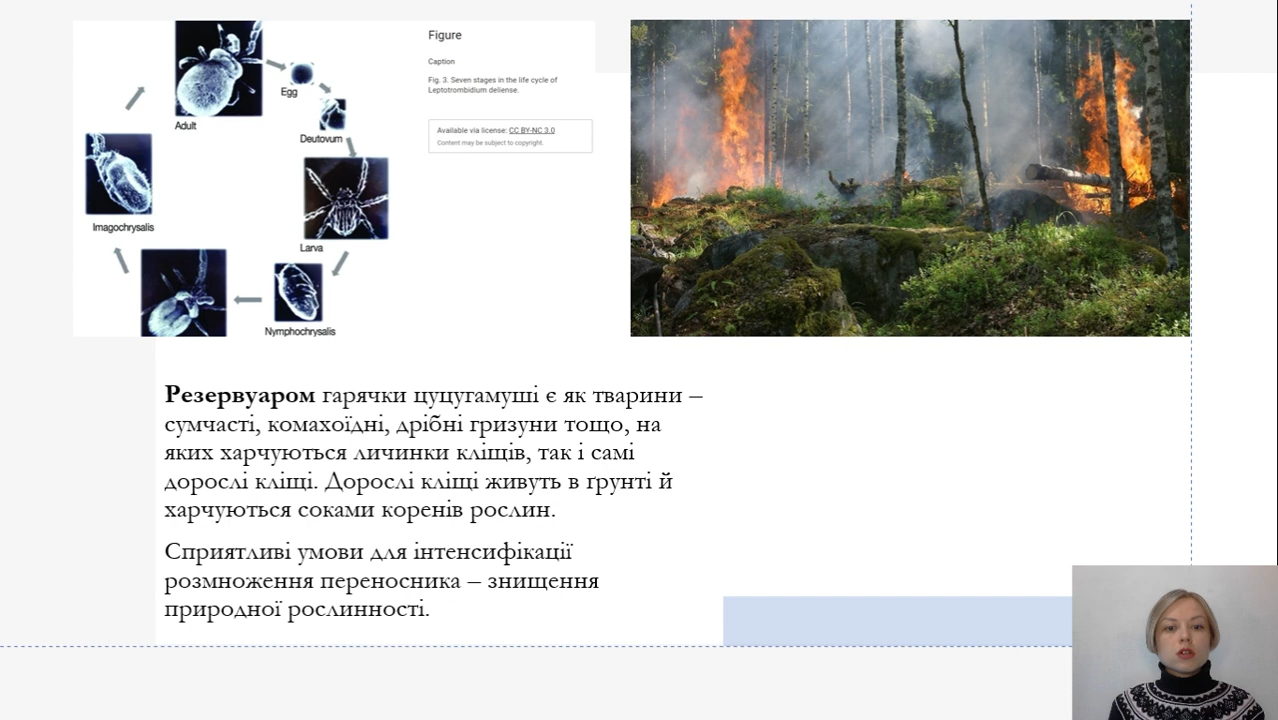 Figure
Caption
Fig. 3. Seven stages in the life cycle of
Leptotrombidium deliense.
Available via license: CC BY-NC 3.0
Content may be subject to copyright.
Adult
Egg
Deutovum
Larva
Nymphochrysalis
Imagochrysalis
Резервуаром гарячки цуцугамуші є як тварини –
сумчасті, комахоїдні, дрібні гризуни тощо, на
яких харчуються личинки кліщів, так і самі
дорослі кліщі. Дорослі кліщі живуть в ґрунті й
харчуються соками коренів рослин.
Сприятливі умови для інтенсифікації
розмноження переносника – знищення
природної рослинності.